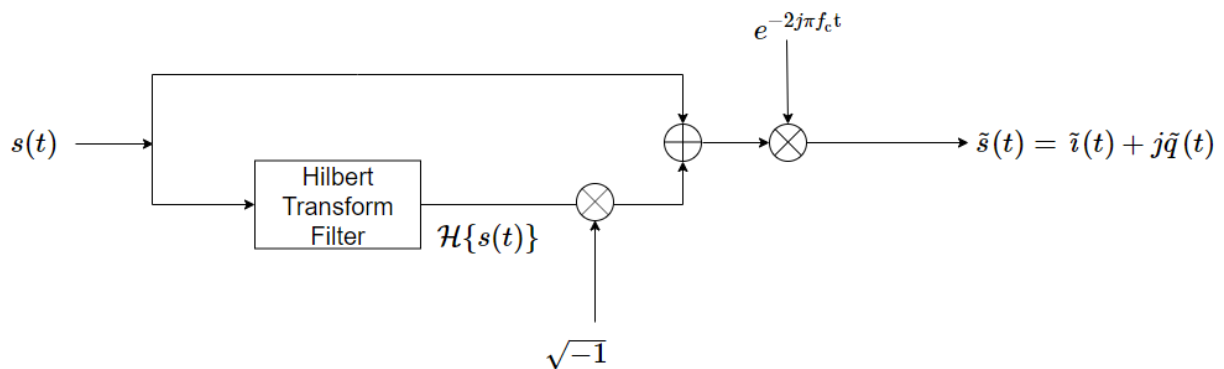 e^{-2jπf_c t}
s(t)
s̃(t) = ĩ(t) + jq̃(t)
Hilbert
Transform
Filter
ℋ{s(t)}
√−1